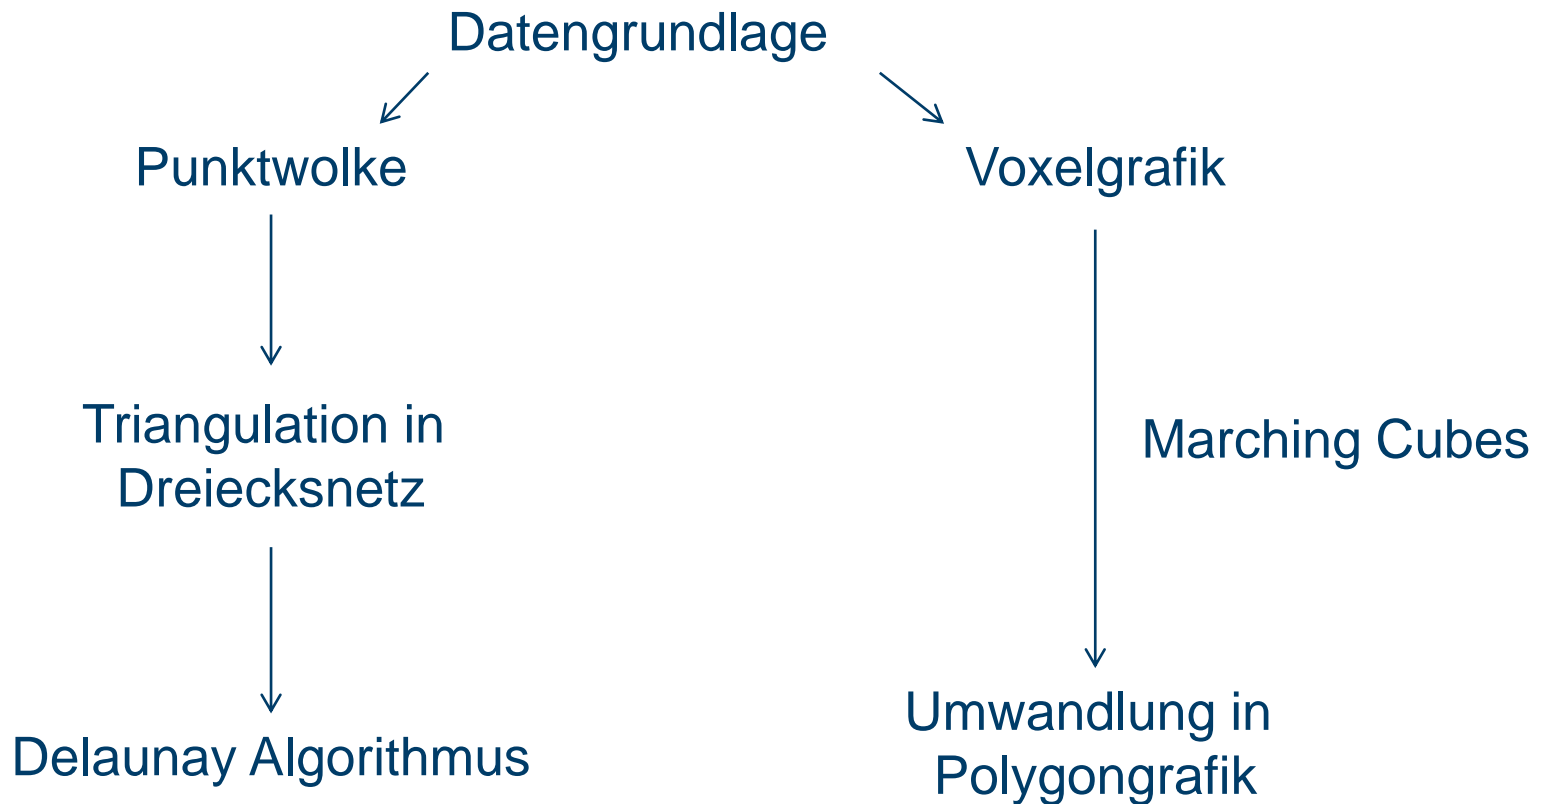 Datengrundlage
Punktwolke
Voxelgrafik
Triangulation in
Dreiecksnetz
Marching Cubes
Delaunay Algorithmus
Umwandlung in
Polygongrafik